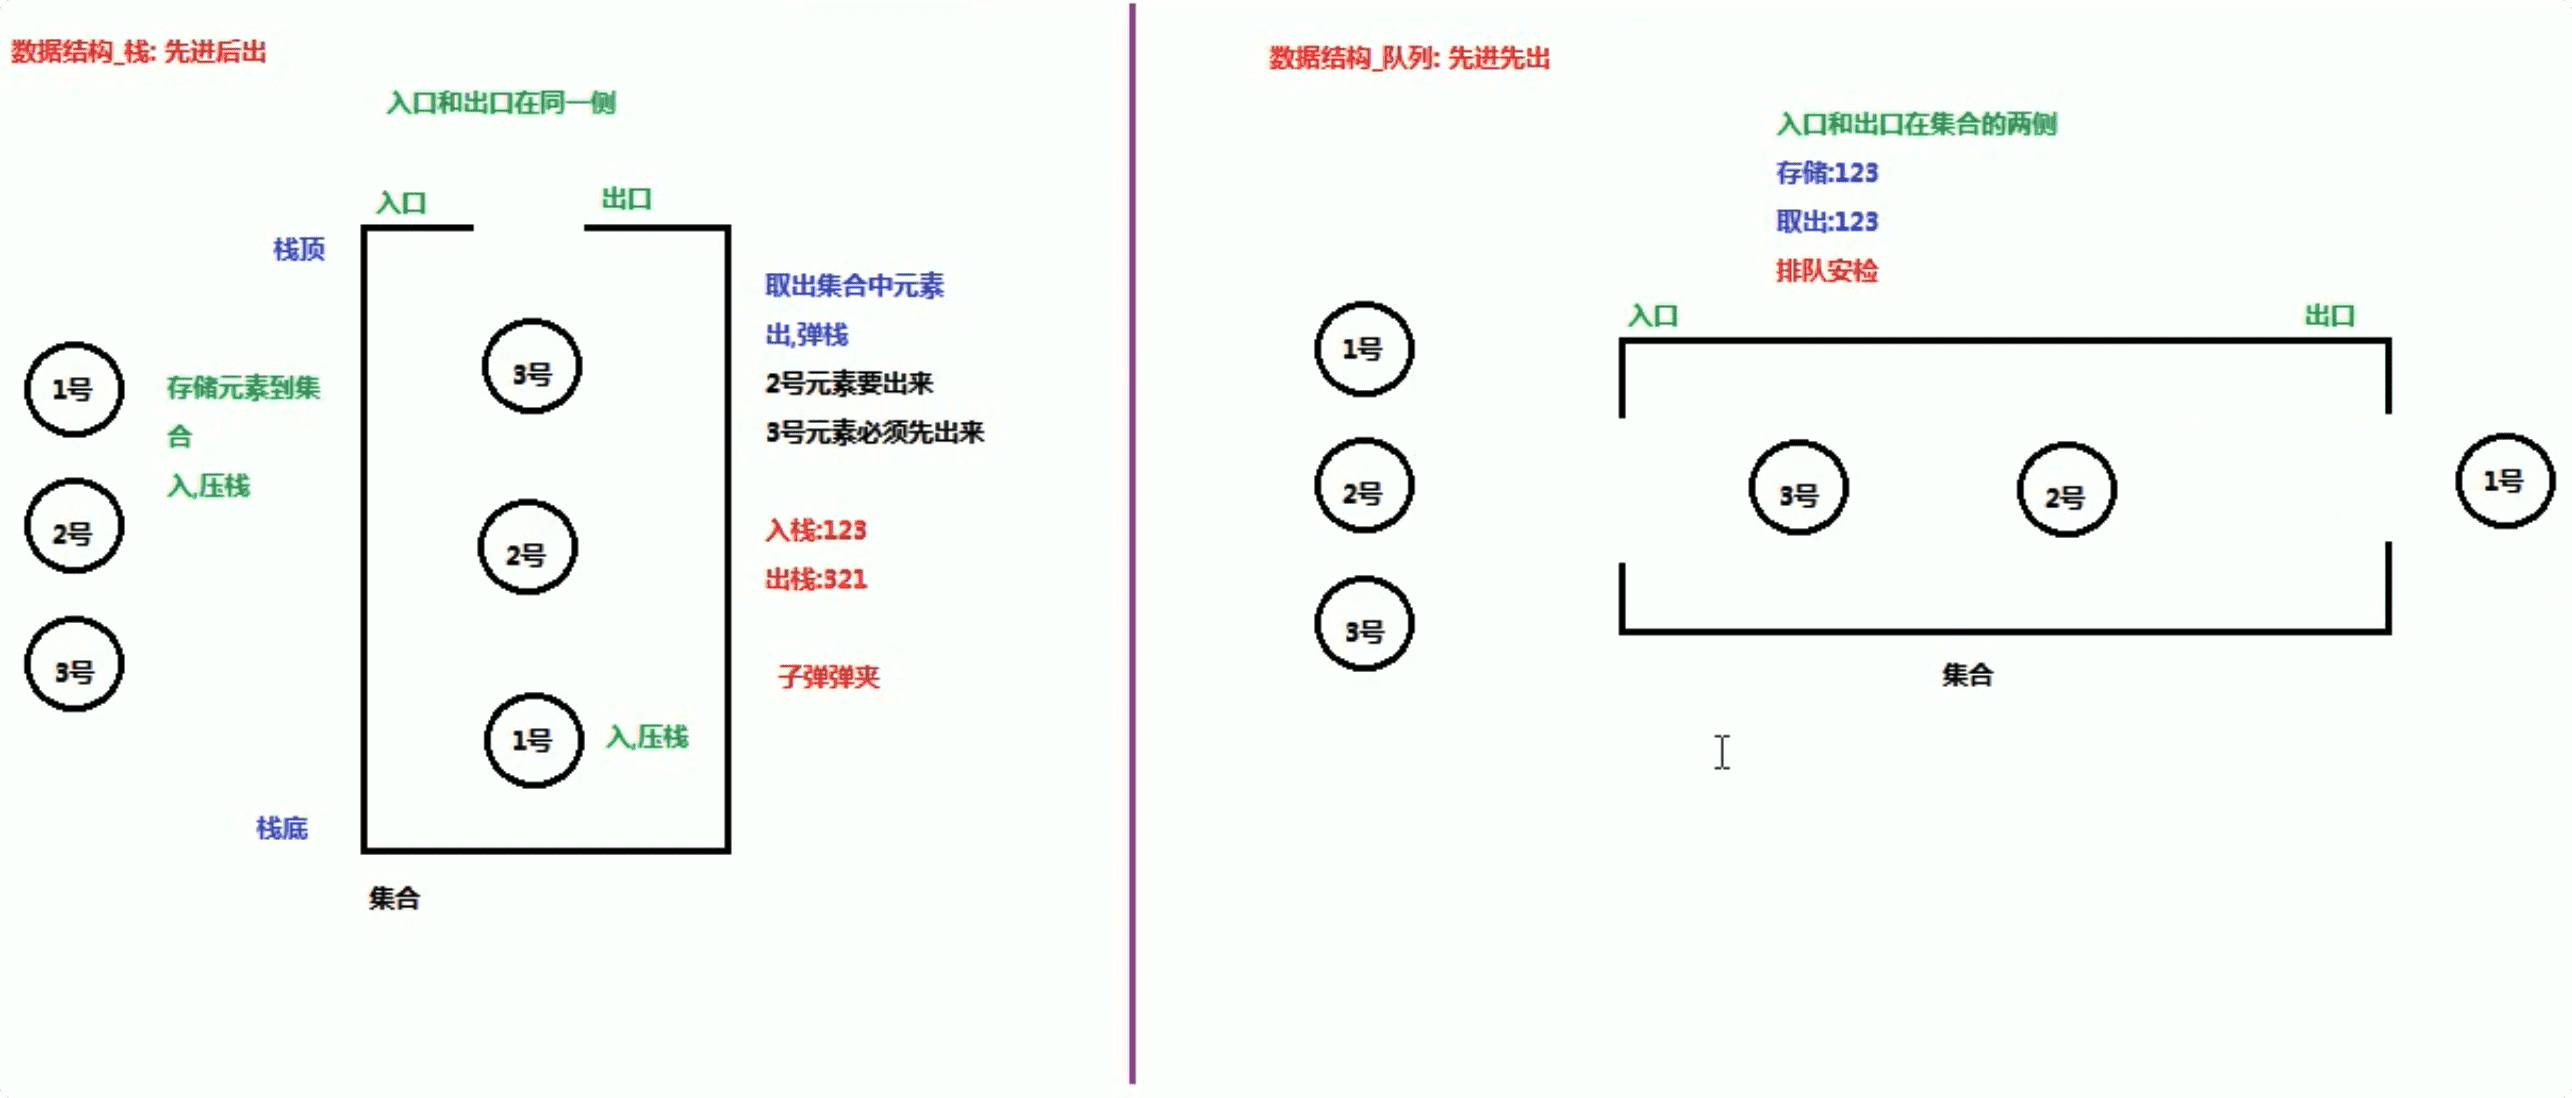 数据结构_栈: 先进后出
入口和出口在同一侧
入口
出口
栈顶
1号
2号
3号
存储元素到集
合
入,压栈
3号
2号
1号
入,压栈
栈底
集合
取出集合中元素
出,弹栈
2号元素要出来
3号元素必须先出来
入栈:123
出栈:321
子弹弹夹
数据结构_队列: 先进先出
入口和出口在集合的两侧
存储:123
取出:123
排队安检
入口
出口
1号
2号
3号
3号
2号
1号
集合